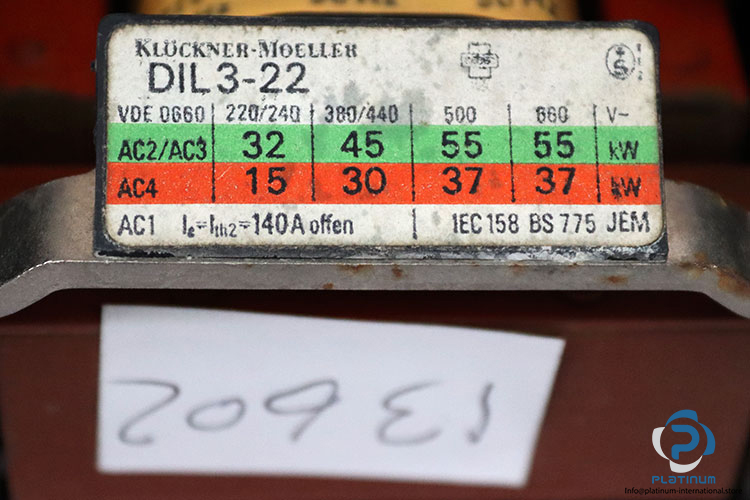 KLÖCKNER-MOELLER
DIL 3-22
VDE 0660 220/240 380/440 500 660 V~
AC2/AC3 32 45 55 55 kW
AC4 15 30 37 37 kW
AC1 Ie=Ith2=140A offen IEC 158 BS 775 JEM
13602
PLATINUM
Info@platinum-international.store